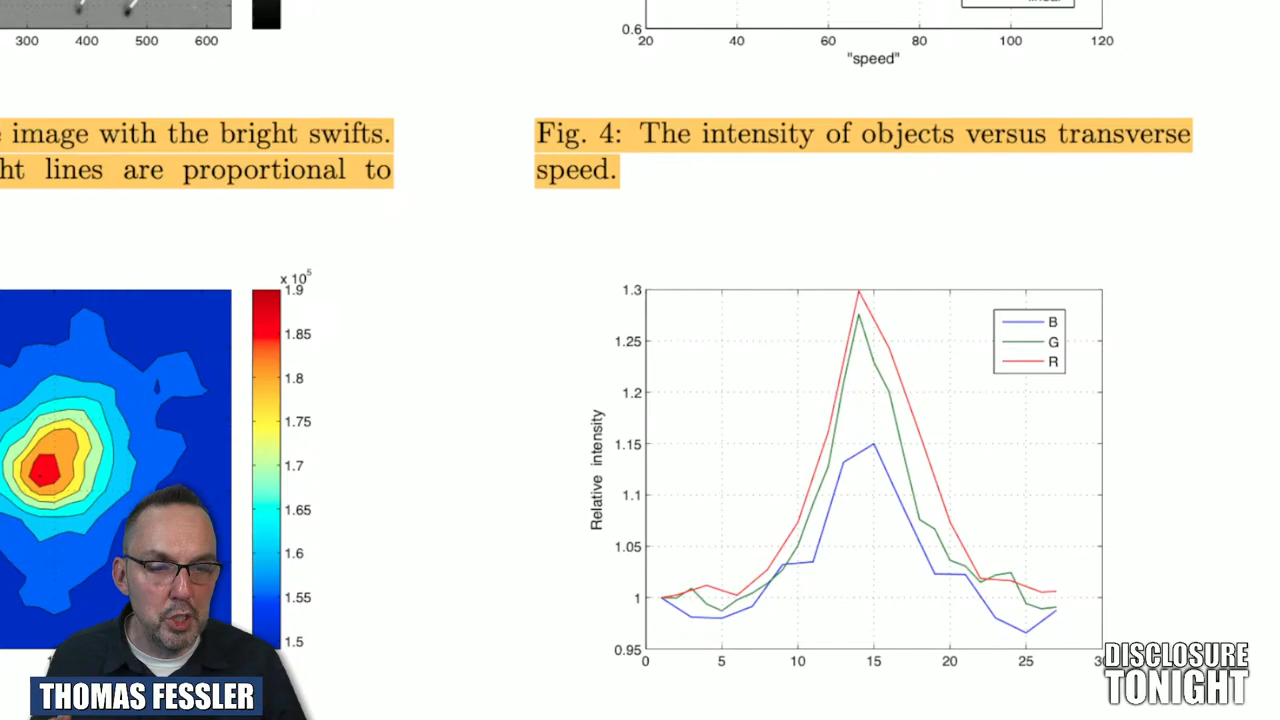 300 400 500 600
e image with the bright swifts.
ht lines are proportional to
0.6
20 40 60 80 100 120
"speed"
Fig. 4: The intensity of objects versus transverse
speed.
x 10^5
1.9
1.85
1.8
1.75
1.7
1.65
1.6
1.55
1.5
1.3
1.25
1.2
1.15
1.1
1.05
1
0.95
Relative intensity
B
G
R
0 5 10 15 20 25 30
THOMAS FESSLER
DISCLOSURE
TONIGHT